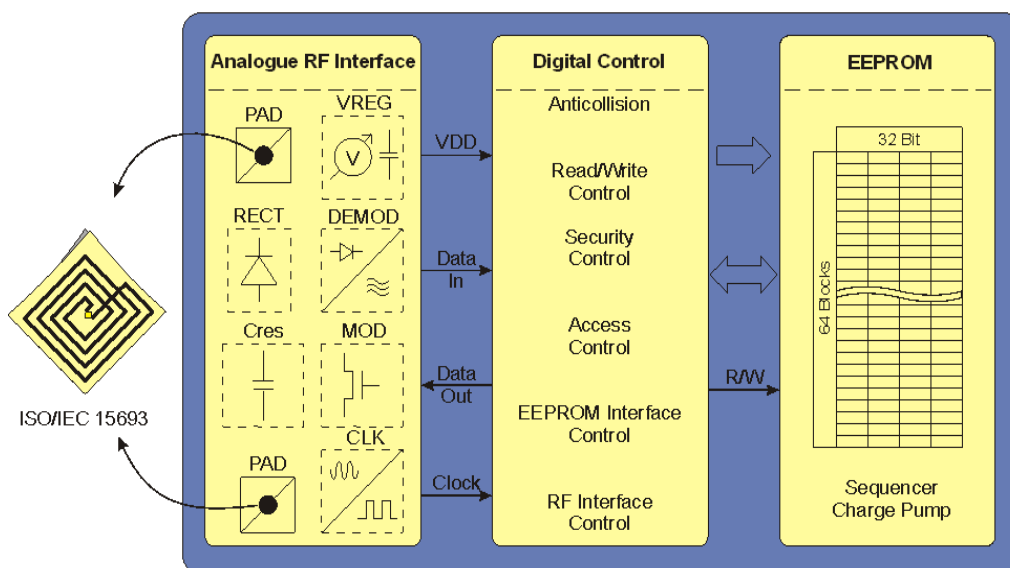 Analogue RF Interface
PAD
VREG
V
RECT
DEMOD
Cres
MOD
CLK
PAD
ISO/IEC 15693
VDD
Data
In
Data
Out
Clock
Digital Control
Anticollision
Read/Write
Control
Security
Control
Access
Control
EEPROM Interface
Control
RF Interface
Control
R/W
EEPROM
32 Bit
64 Blocks
Sequencer
Charge Pump